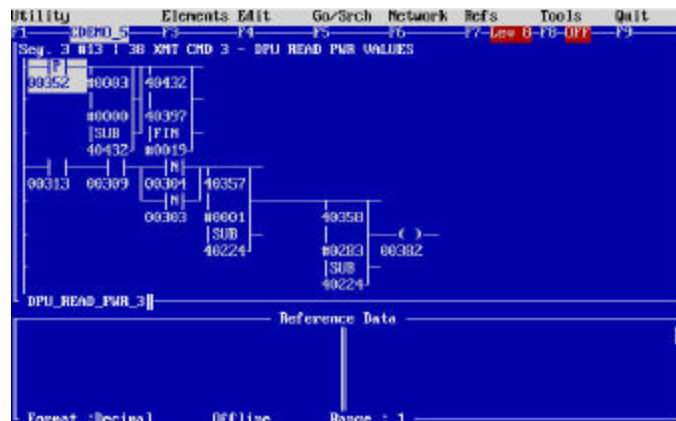 Utility Elements Edit Go/Srch Network Refs Tools Quit
F1 EDEMO_5 F3 F4 F5 F6 F7-Lev 8-F8-OFF F9
Seg. 3 #13 / 38 XMT CMD 3 - DPU READ PWR VALUES
P
00352 #0003 40432
#0000 40397
SUB FIN
40432 #0019
N
00313 00309 00304 40357
N
00303 #0001 40358
SUB ( )
40224 #0283 00382
SUB
40224
DPU_READ_PWR_3
Reference Data
Format :Decimal Offline Range : 1